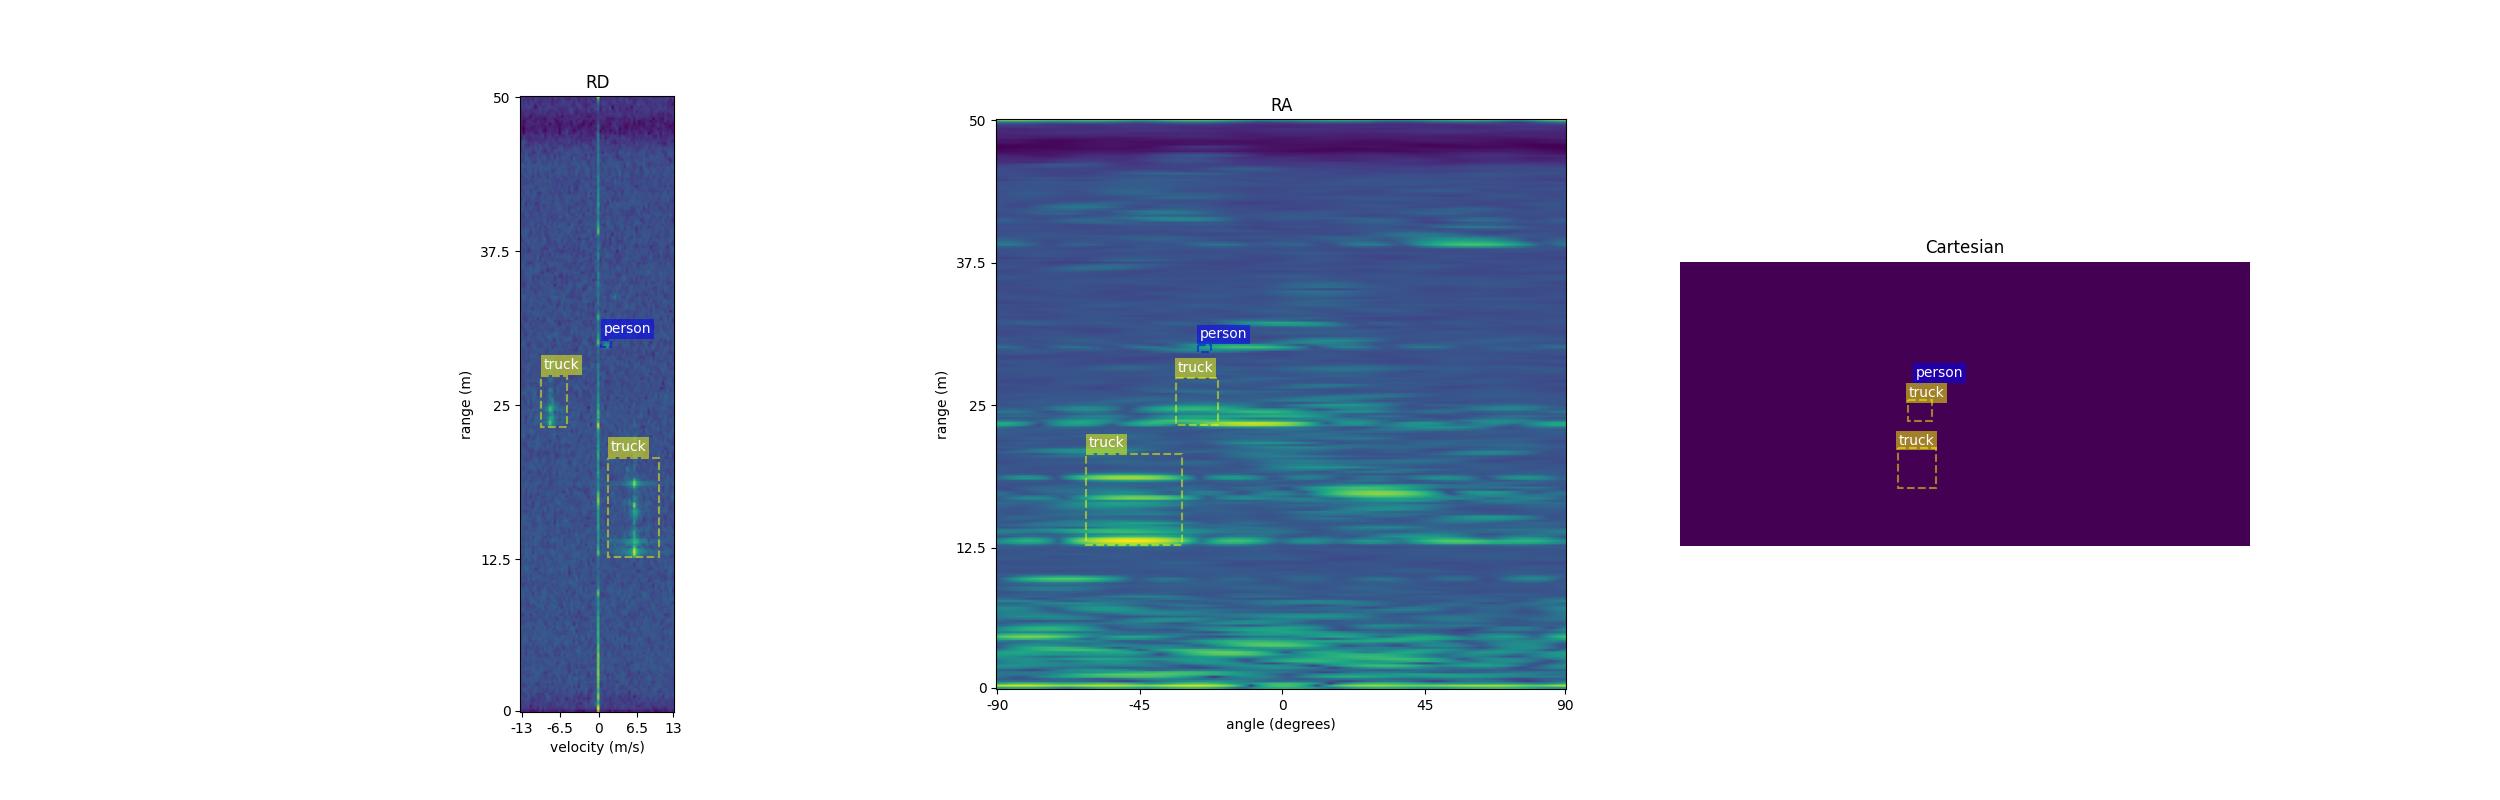 RD
50
37.5
25
12.5
0
range (m)
person
truck
truck
-13 -6.5 0 6.5 13
velocity (m/s)
RA
50
37.5
25
12.5
0
range (m)
person
truck
truck
-90 -45 0 45 90
angle (degrees)
Cartesian
person
truck
truck